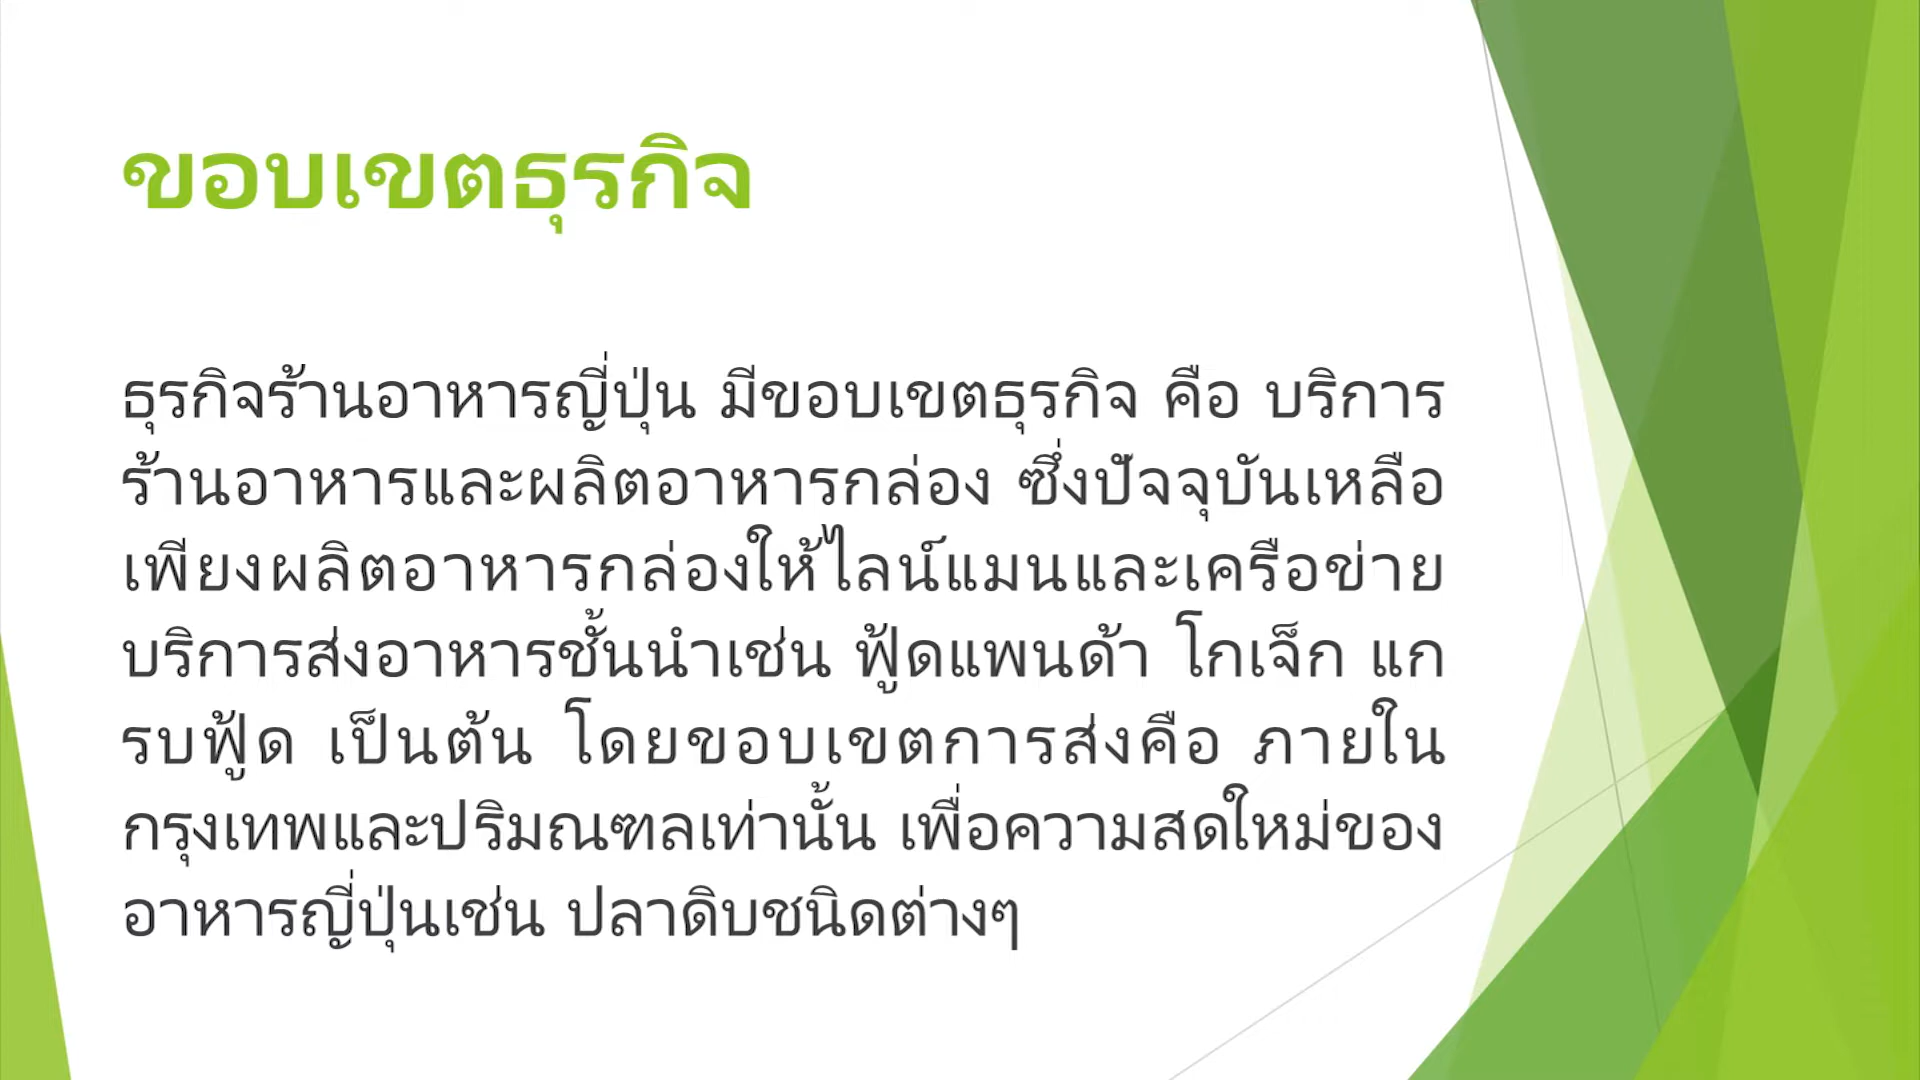 ขอบเขตธุรกิจ
ธุรกิจร้านอาหารญี่ปุ่น มีขอบเขตธุรกิจ คือ บริการ
ร้านอาหารและผลิตอาหารกล่อง ซึ่งปัจจุบันเหลือ
เพียงผลิตอาหารกล่องให้ไลน์แมนและเครือข่าย
บริการส่งอาหารชั้นนำเช่น ฟู้ดแพนด้า โกเจ็ก แก
รบฟู้ด เป็นต้น โดยขอบเขตการส่งคือ ภายใน
กรุงเทพและปริมณฑลเท่านั้น เพื่อความสดใหม่ของ
อาหารญี่ปุ่นเช่น ปลาดิบชนิดต่างๆ